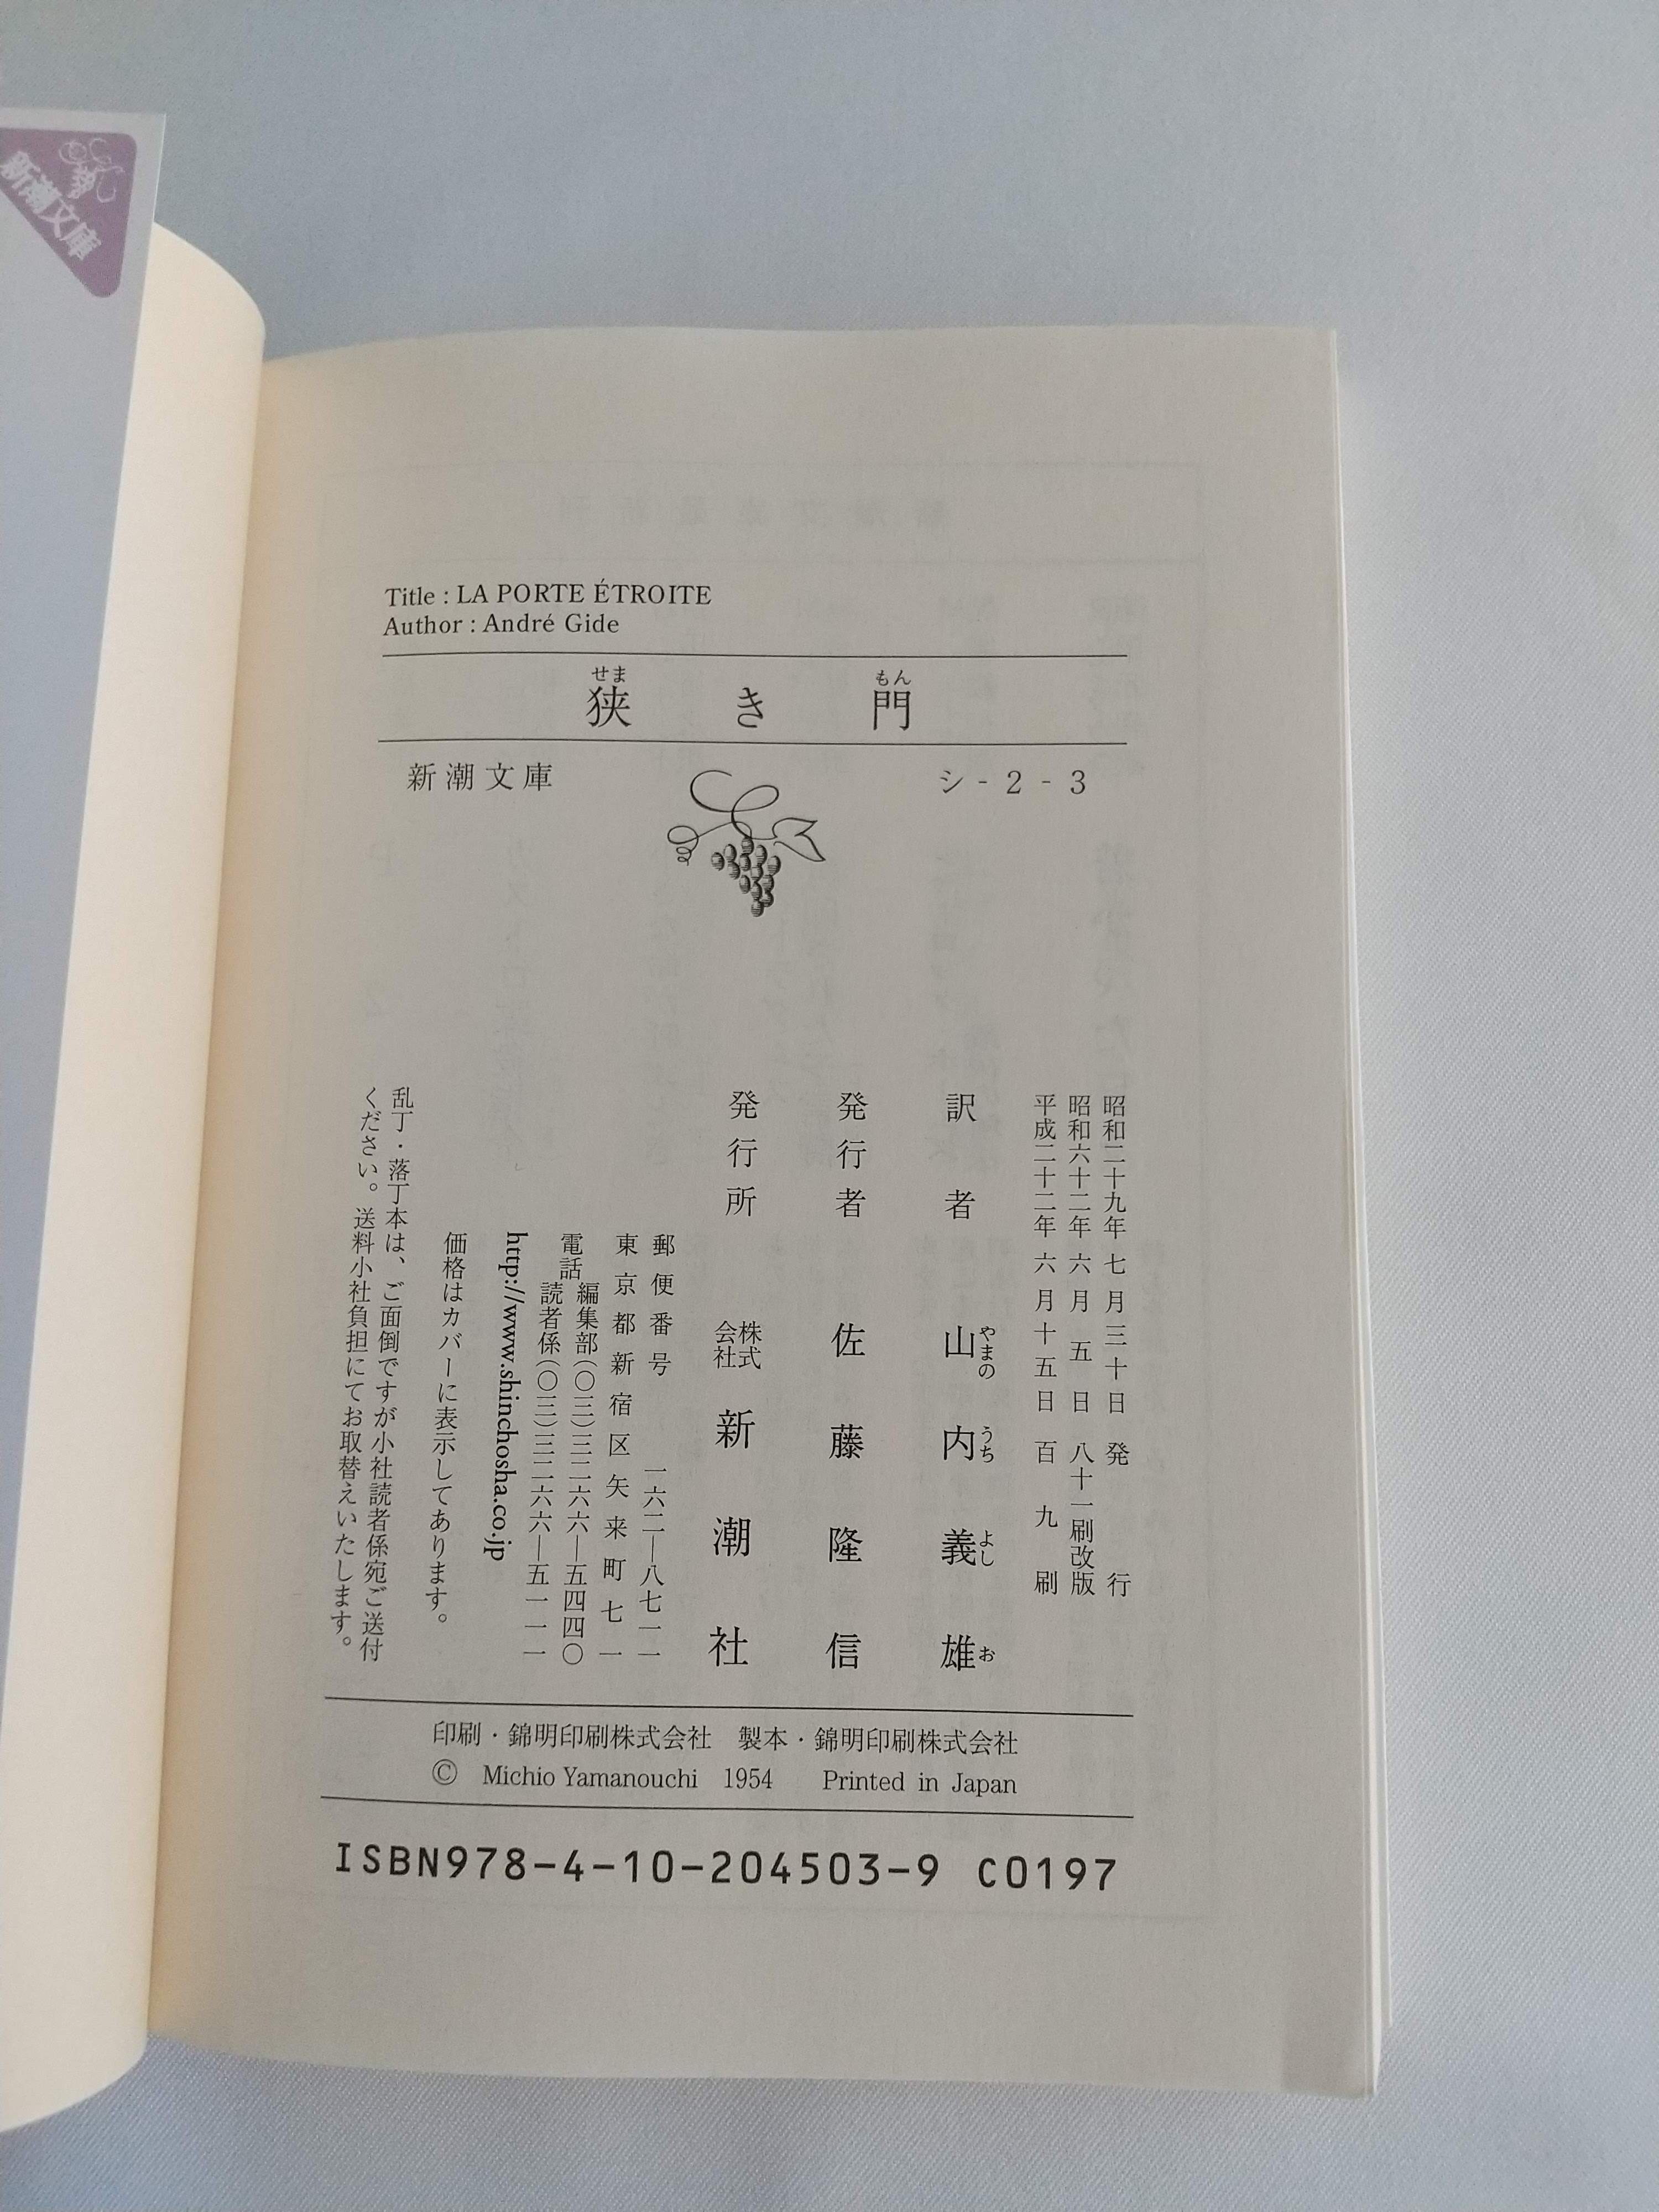 新潮文庫
Title : LA PORTE ÉTROITE
Author : André Gide
せま もん
狭き門
新潮文庫 シ-2-3
昭和二十九年 七月三十日 発行
昭和六十二年 六月 五日 八十一刷改版
平成二十二年 六月十五日 百九刷
訳者 山内義雄
やまの うち よし お
発行者 佐藤隆信
発行所 株式会社 新潮社
郵便番号 一六二―八七一一
東京都新宿区矢来町七一
電話 編集部(〇三)三二六六―五四四〇
読者係(〇三)三二六六―五一一一
http://www.shinchosha.co.jp
価格はカバーに表示してあります。
乱丁・落丁本は、ご面倒ですが小社読者係宛ご送付
ください。送料小社負担にてお取替えいたします。
印刷・錦明印刷株式会社 製本・錦明印刷株式会社
© Michio Yamanouchi 1954 Printed in Japan
ISBN978-4-10-204503-9 C0197